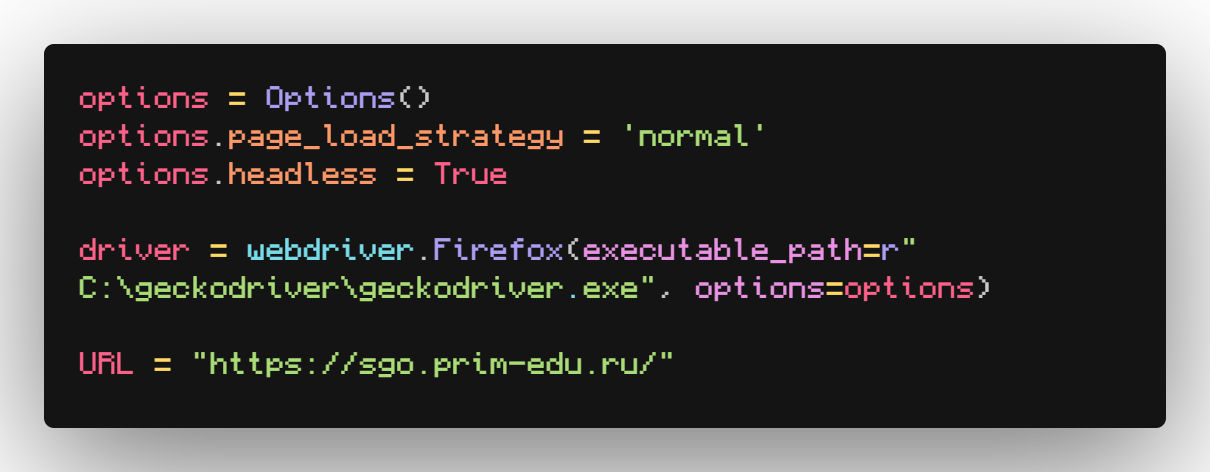 options = Options()
options.page_load_strategy = 'normal'
options.headless = True
driver = webdriver.Firefox(executable_path=r"
C:\geckodriver\geckodriver.exe", options=options)
URL = "https://sgo.prim-edu.ru/"